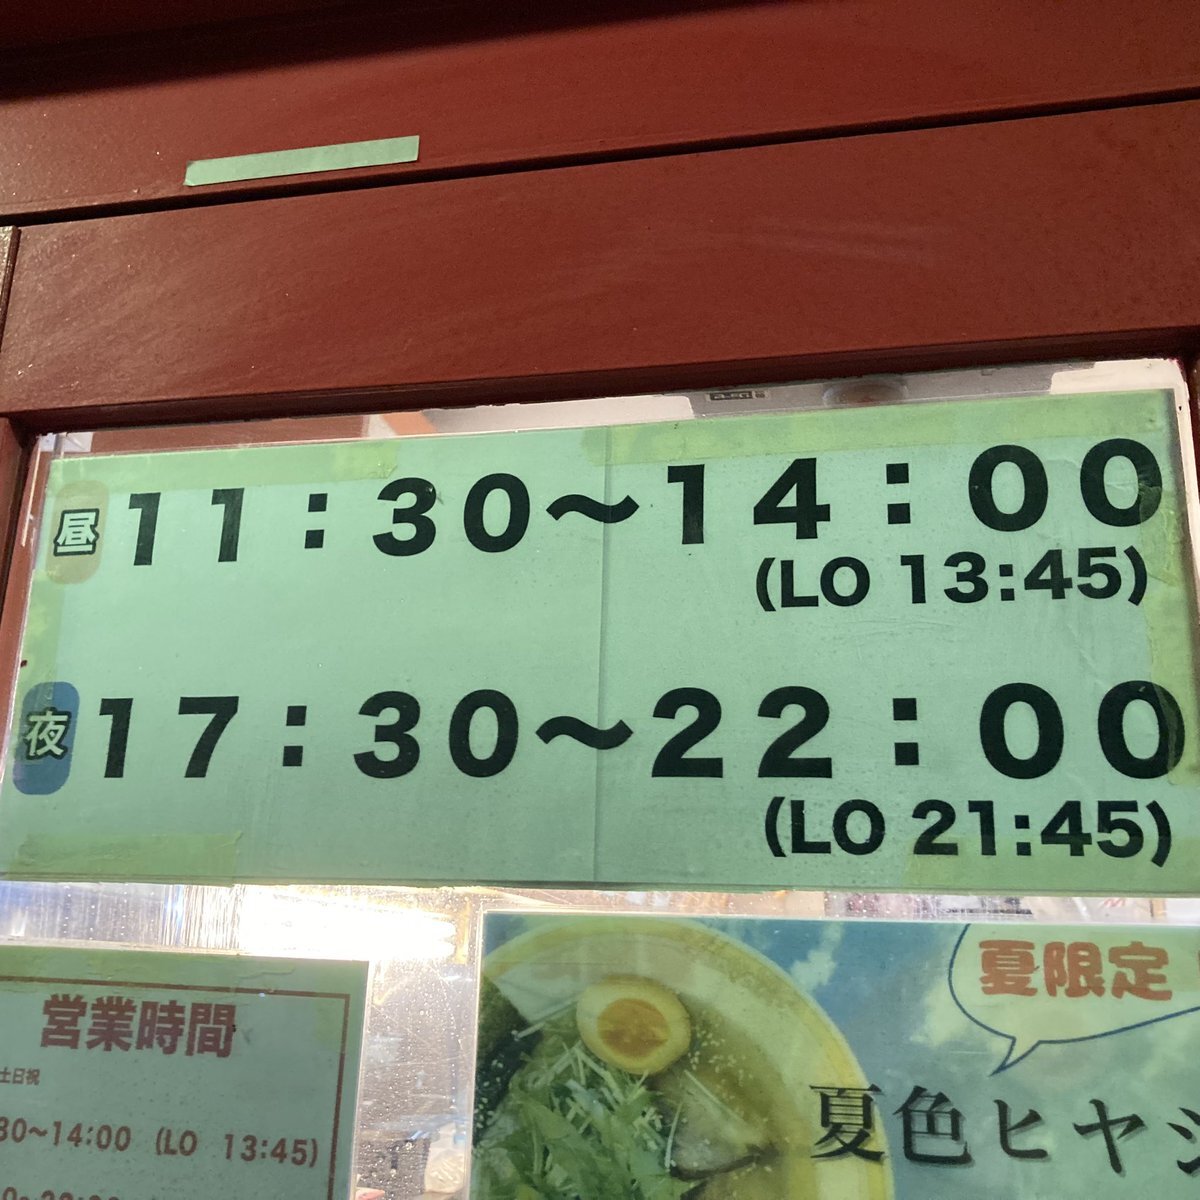 昼 11:30〜14:00
(LO 13:45)
夜 17:30〜22:00
(LO 21:45)
営業時間
土日祝
30〜14:00 (LO 13:45)
夏限定
夏色ヒヤシ